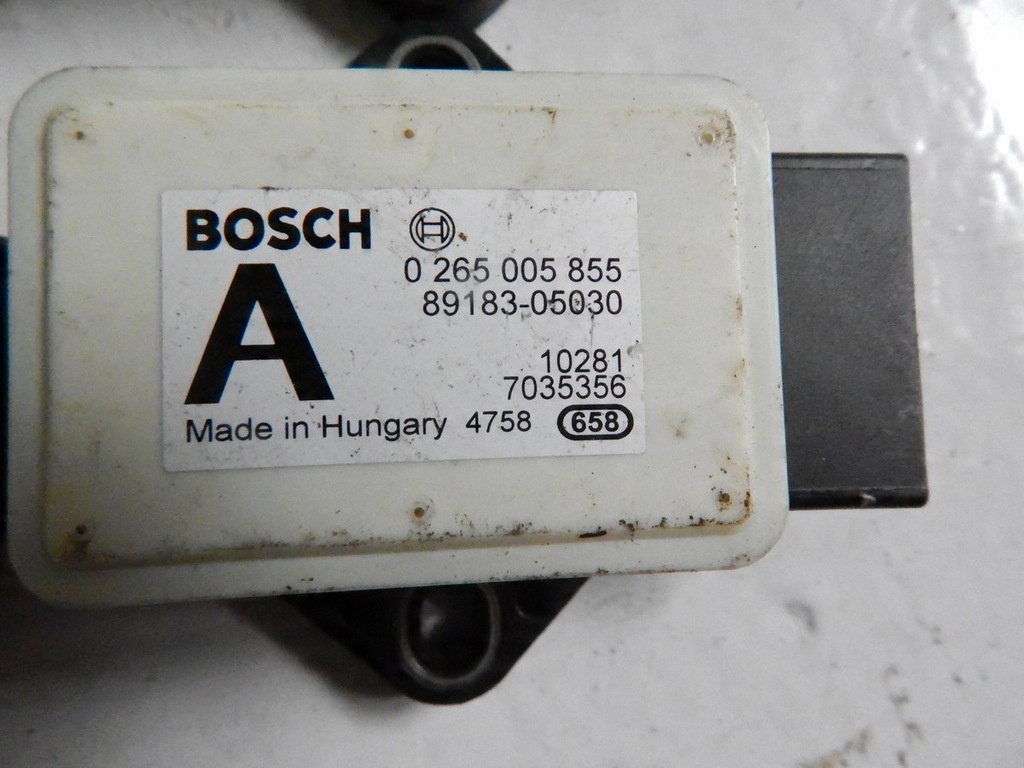 BOSCH
0 265 005 855
A
89183-05030
10281
7035356
Made in Hungary 4758 658